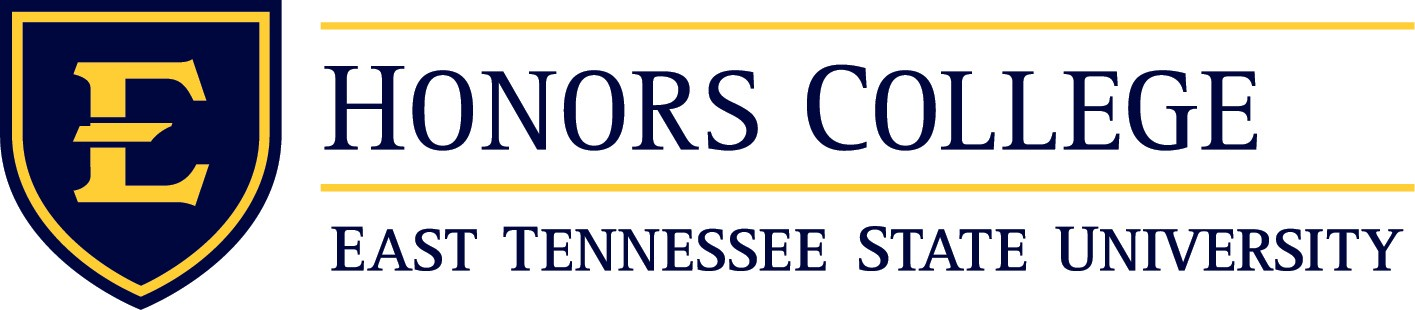 E
HONORS COLLEGE
EAST TENNESSEE STATE UNIVERSITY